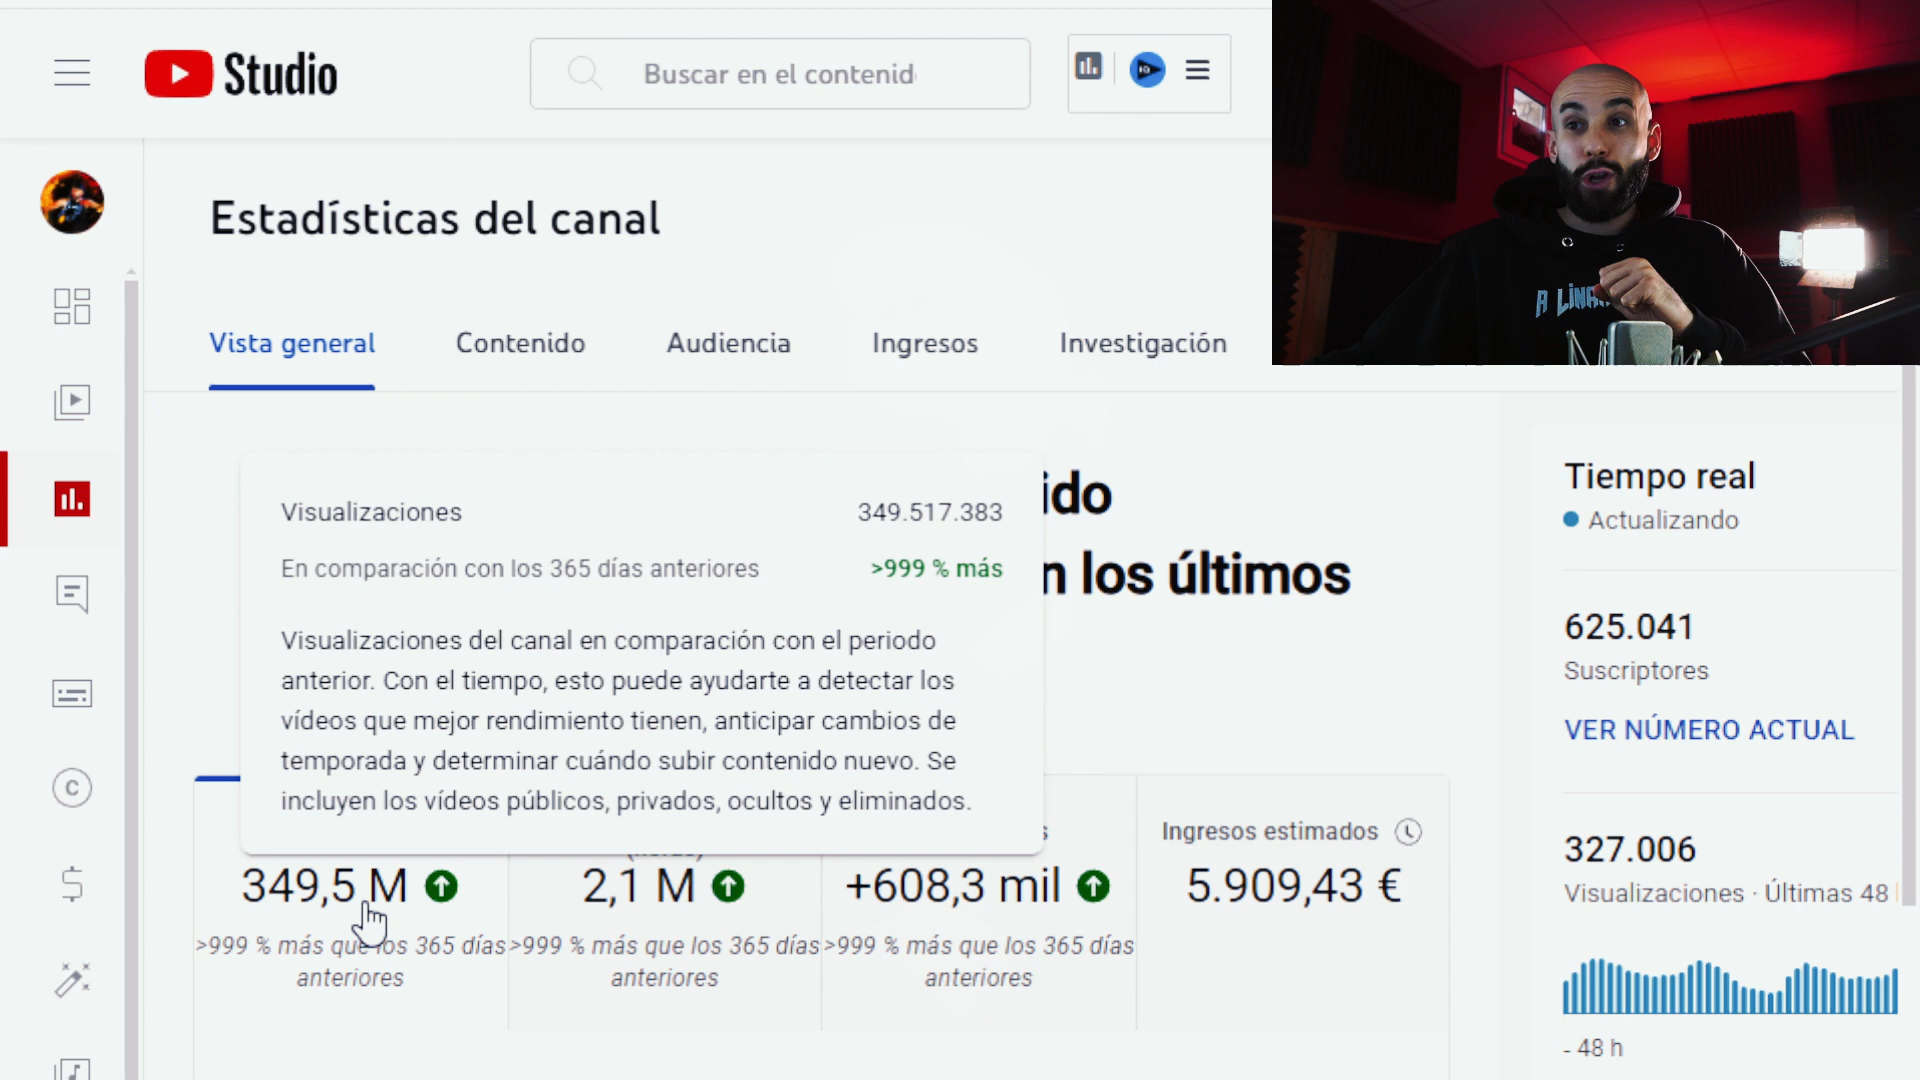 Studio
Buscar en el contenid
Estadísticas del canal
Vista general
Contenido
Audiencia
Ingresos
Investigación
ido
n los últimos
Visualizaciones
349.517.383
En comparación con los 365 días anteriores
>999 % más
Visualizaciones del canal en comparación con el periodo
anterior. Con el tiempo, esto puede ayudarte a detectar los
vídeos que mejor rendimiento tienen, anticipar cambios de
temporada y determinar cuándo subir contenido nuevo. Se
incluyen los vídeos públicos, privados, ocultos y eliminados.
349,5 M
>999 % más que los 365 días
anteriores
2,1 M
>999 % más que los 365 días
anteriores
+608,3 mil
>999 % más que los 365 días
anteriores
Ingresos estimados
5.909,43 €
Tiempo real
Actualizando
625.041
Suscriptores
VER NÚMERO ACTUAL
327.006
Visualizaciones · Últimas 48
- 48 h